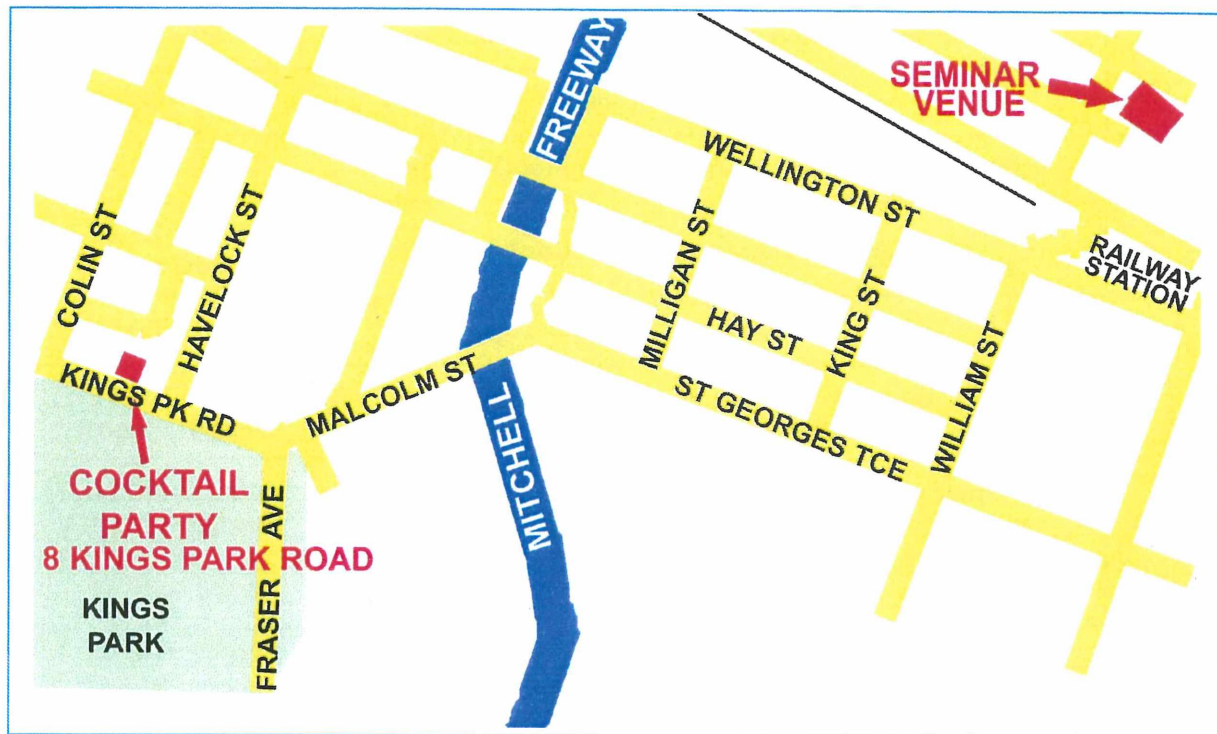 FREEWAY
SEMINAR
VENUE
WELLINGTON ST
COLIN ST
HAVELOCK ST
MILLIGAN ST
KING ST
RAILWAY
STATION
HAY ST
WILLIAM ST
KINGS PK RD
MALCOLM ST
ST GEORGES TCE
MITCHELL
COCKTAIL
PARTY
8 KINGS PARK ROAD
KINGS
PARK
FRASER AVE